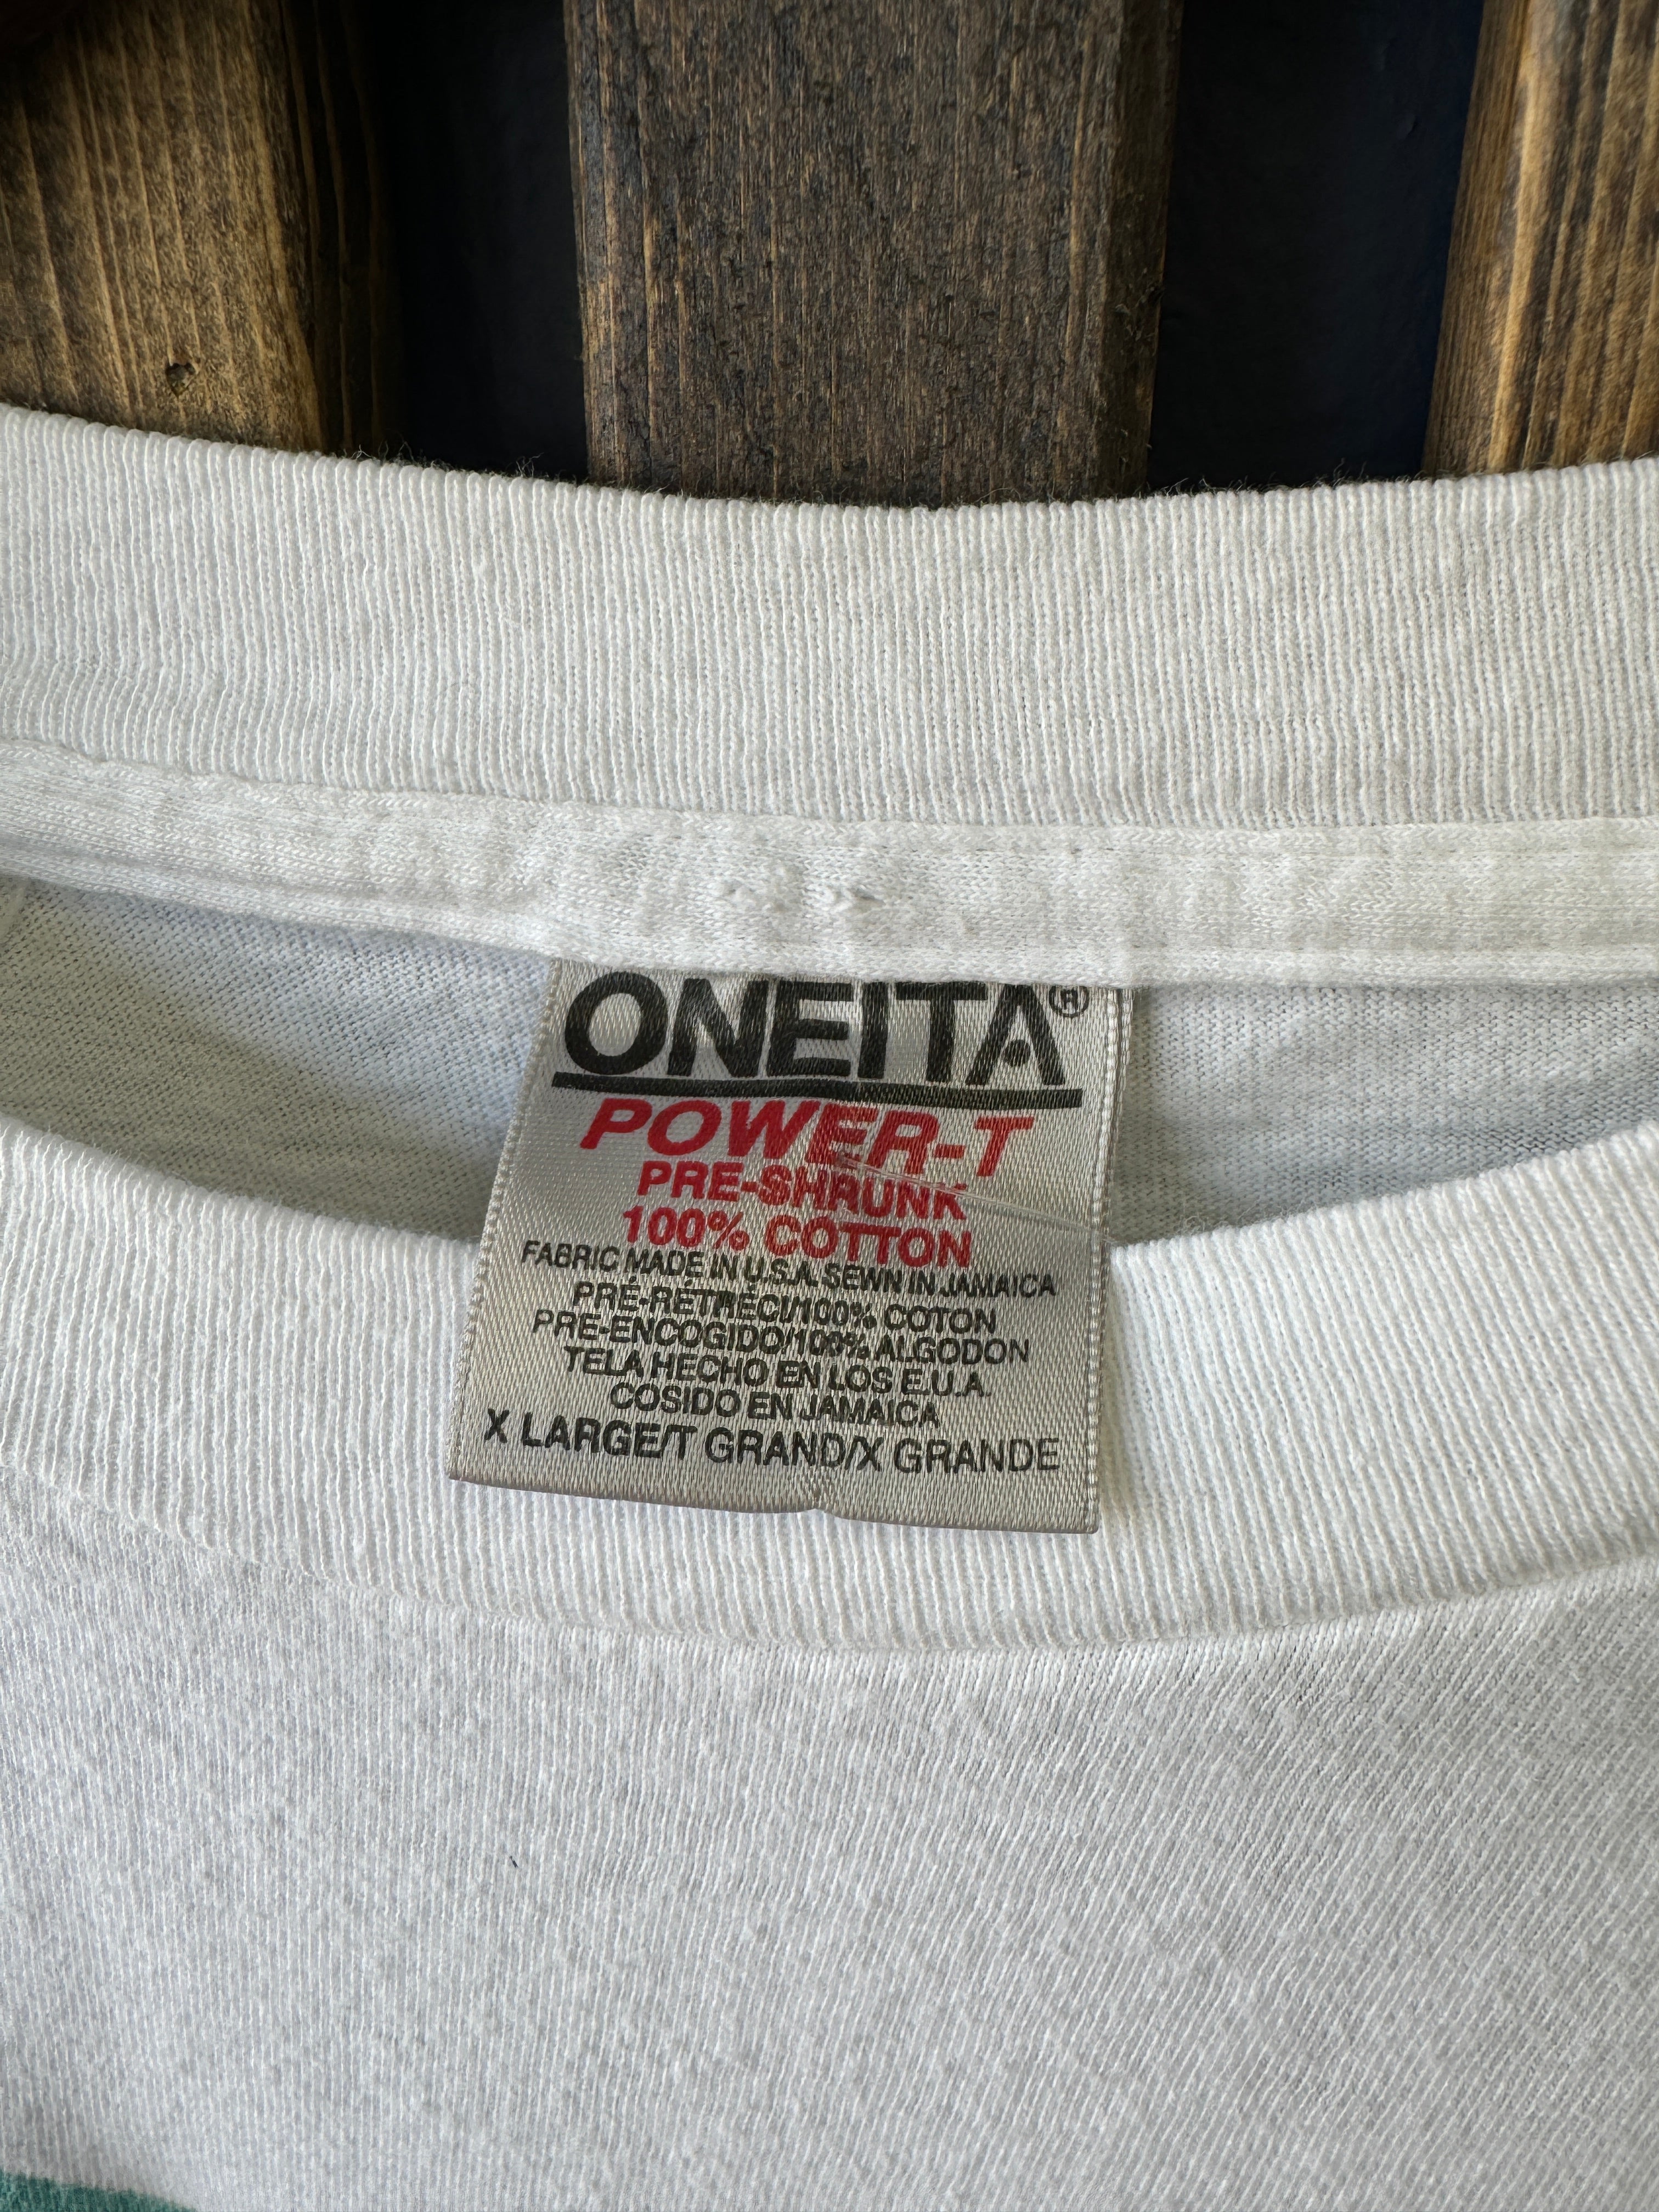 ONEITA®
POWER-T
PRE-SHRUNK
100% COTTON
FABRIC MADE IN U.S.A. SEWN IN JAMAICA
PRÉ-RÉTRÉCI/100% COTON
PRE-ENCOGIDO/100% ALGODON
TELA HECHO EN LOS E.U.A.
COSIDO EN JAMAICA
X LARGE/T GRAND/X GRANDE